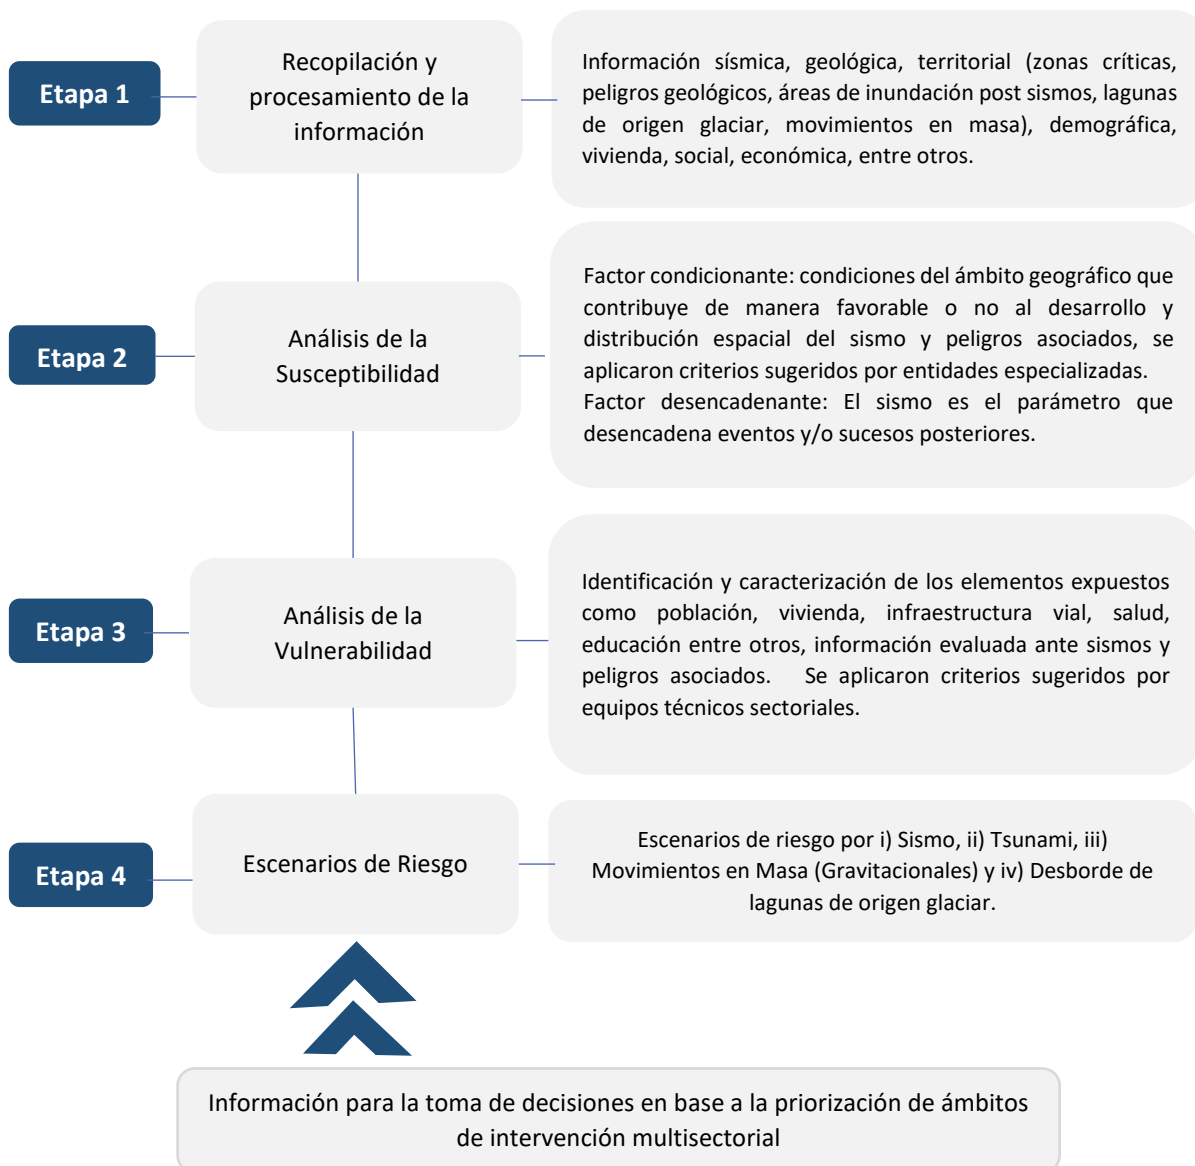 Etapa 1
Recopilación y
procesamiento de la
información
Información sísmica, geológica, territorial (zonas críticas,
peligros geológicos, áreas de inundación post sismos, lagunas
de origen glaciar, movimientos en masa), demográfica,
vivienda, social, económica, entre otros.
Etapa 2
Análisis de la
Susceptibilidad
Factor condicionante: condiciones del ámbito geográfico que
contribuye de manera favorable o no al desarrollo y
distribución espacial del sismo y peligros asociados, se
aplicaron criterios sugeridos por entidades especializadas.
Factor desencadenante: El sismo es el parámetro que
desencadena eventos y/o sucesos posteriores.
Etapa 3
Análisis de la
Vulnerabilidad
Identificación y caracterización de los elementos expuestos
como población, vivienda, infraestructura vial, salud,
educación entre otros, información evaluada ante sismos y
peligros asociados. Se aplicaron criterios sugeridos por
equipos técnicos sectoriales.
Etapa 4
Escenarios de Riesgo
Escenarios de riesgo por i) Sismo, ii) Tsunami, iii)
Movimientos en Masa (Gravitacionales) y iv) Desborde de
lagunas de origen glaciar.
Información para la toma de decisiones en base a la priorización de ámbitos
de intervención multisectorial